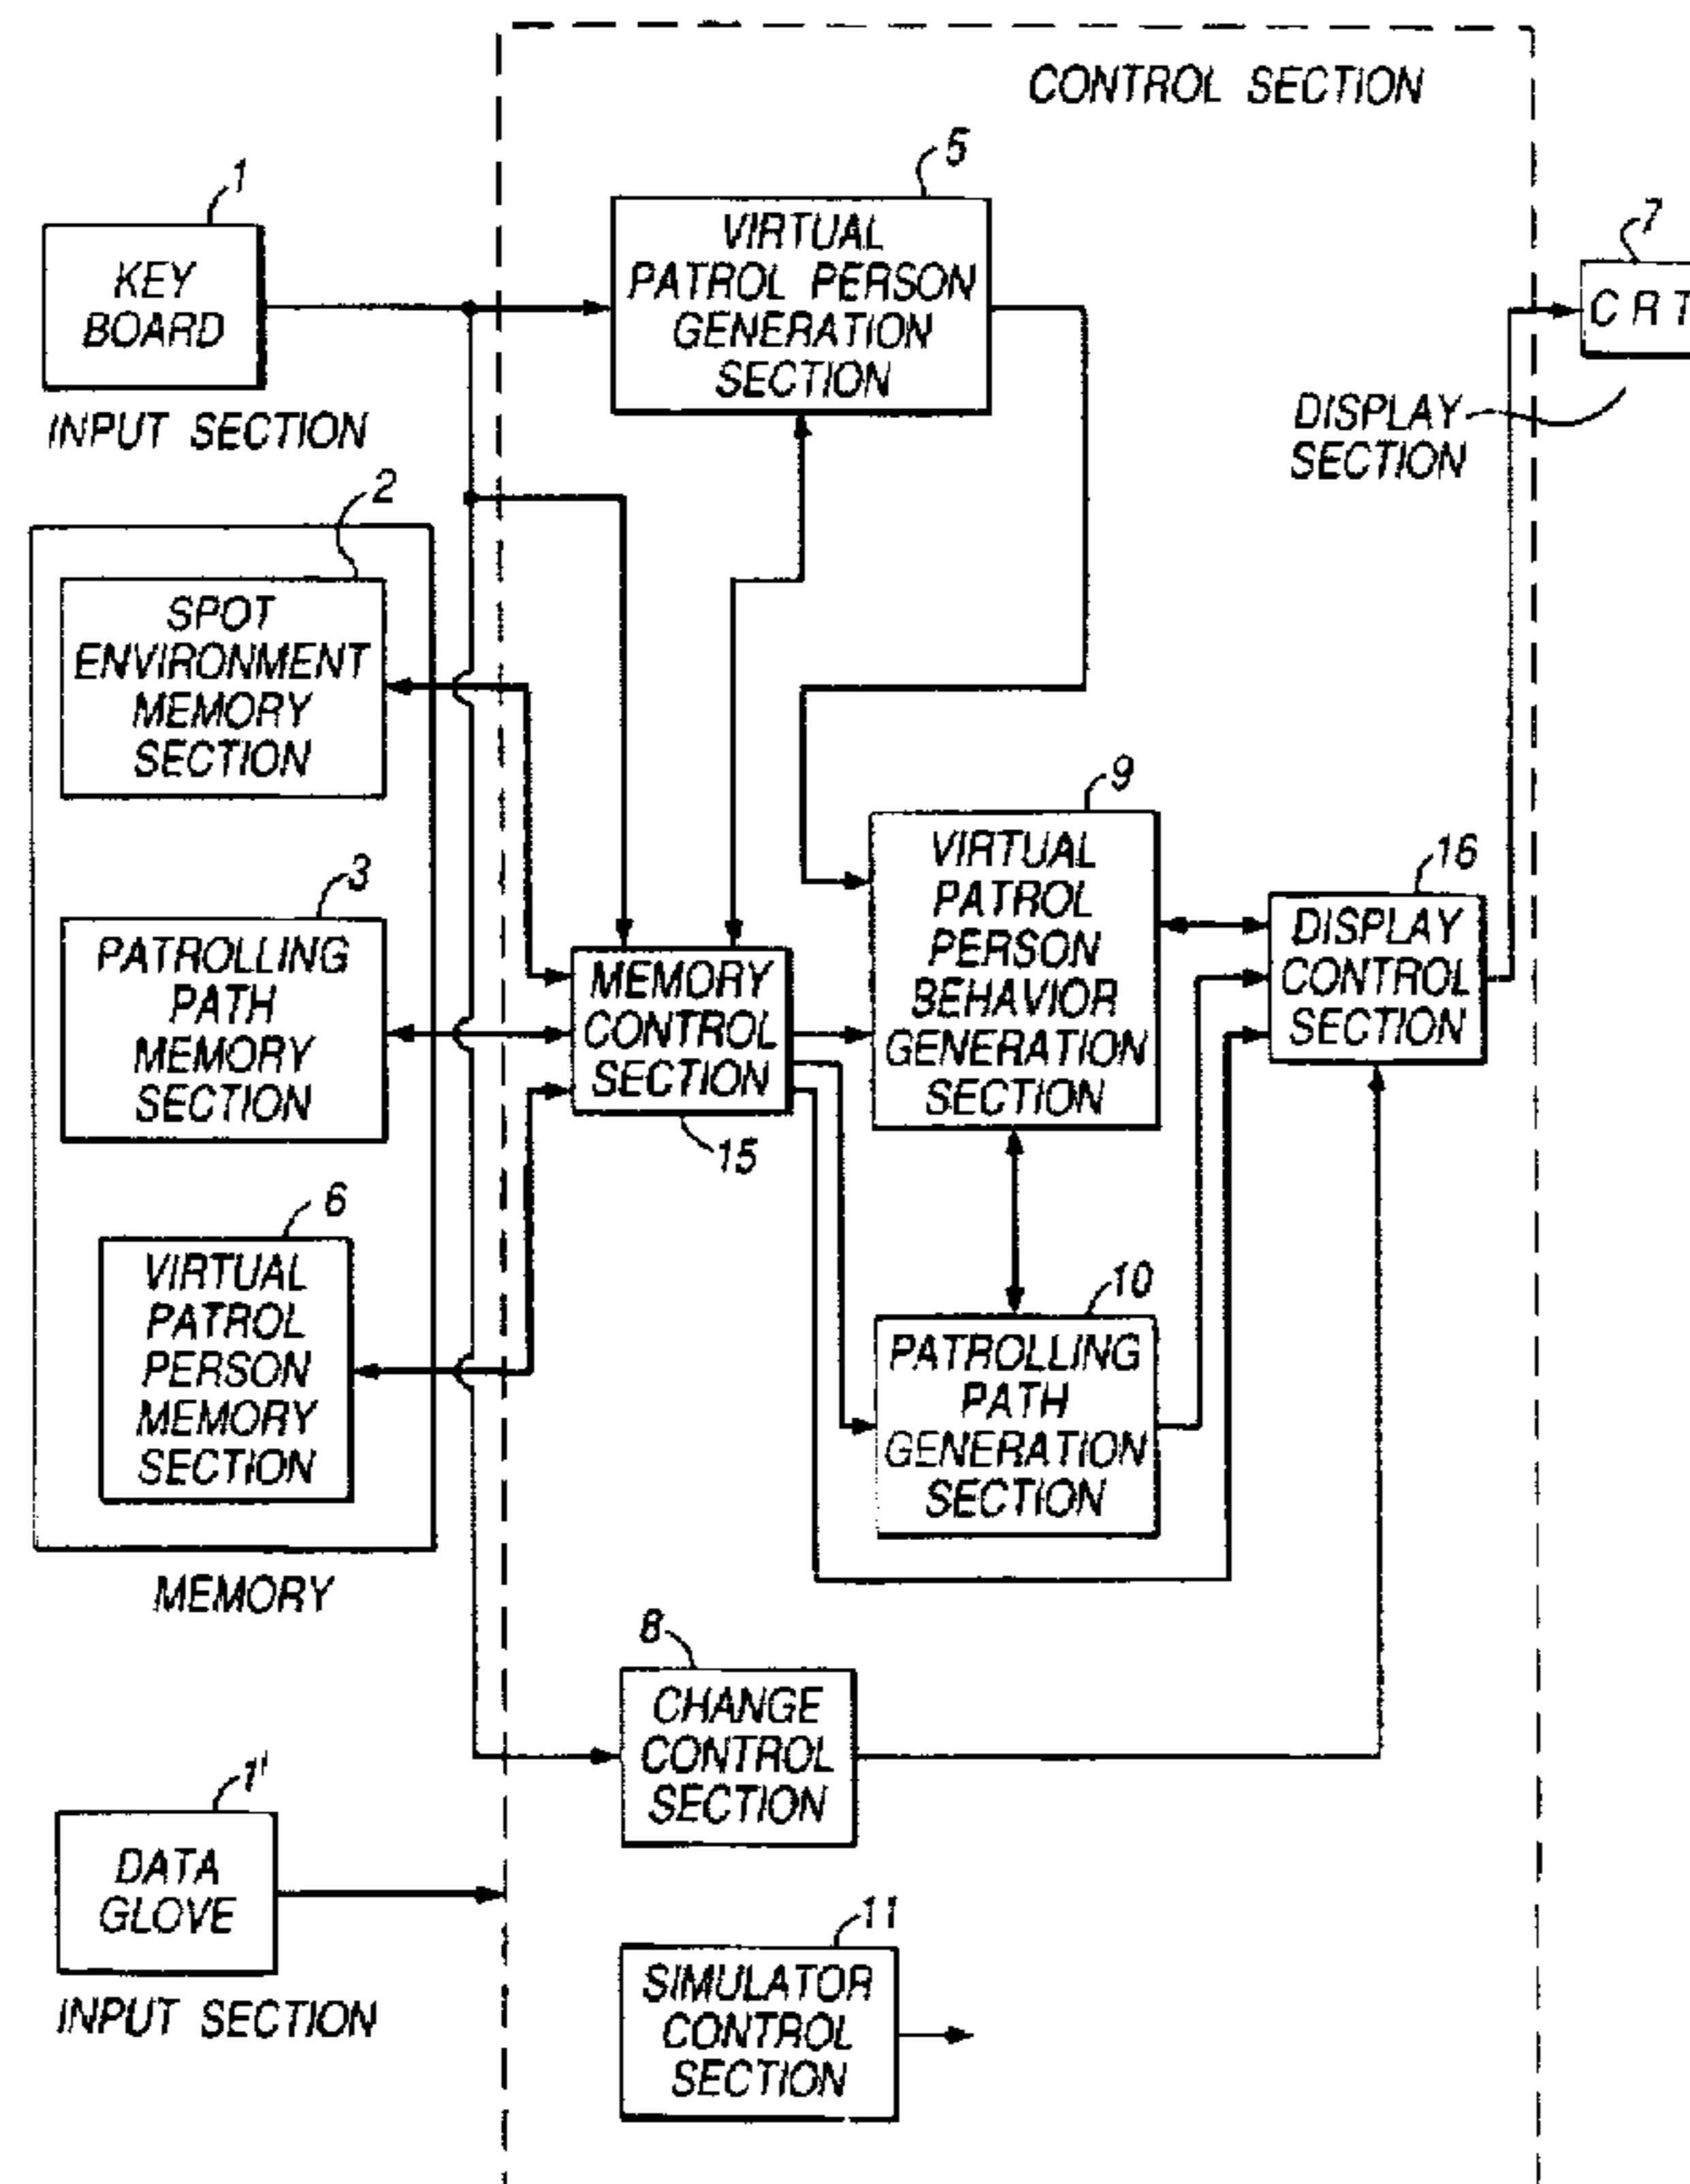 CONTROL SECTION
1
KEY
BOARD
INPUT SECTION
5
VIRTUAL
PATROL PERSON
GENERATION
SECTION
7
CRT
DISPLAY
SECTION
2
SPOT
ENVIRONMENT
MEMORY
SECTION
3
PATROLLING
PATH
MEMORY
SECTION
6
VIRTUAL
PATROL
PERSON
MEMORY
SECTION
MEMORY
MEMORY
CONTROL
SECTION
15
9
VIRTUAL
PATROL
PERSON
BEHAVIOR
GENERATION
SECTION
16
DISPLAY
CONTROL
SECTION
10
PATROLLING
PATH
GENERATION
SECTION
8
CHANGE
CONTROL
SECTION
1'
DATA
GLOVE
INPUT SECTION
11
SIMULATOR
CONTROL
SECTION